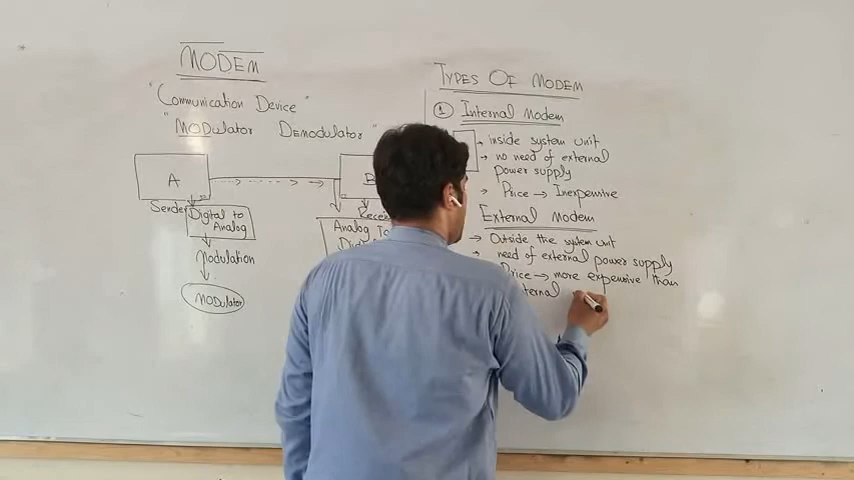 MODEM
"Communication Device"
"MODulator DEModulator"
A
B
Sender
Digital to
Analog
Modulation
MODulator
Analog To
TYPES OF MODEM
1 Internal Modem
→ inside system unit
→ no need of external
power supply
→ Price → Inexpensive
External Modem
→ Outside the system unit
→ need of external power supply
Price → more expensive than